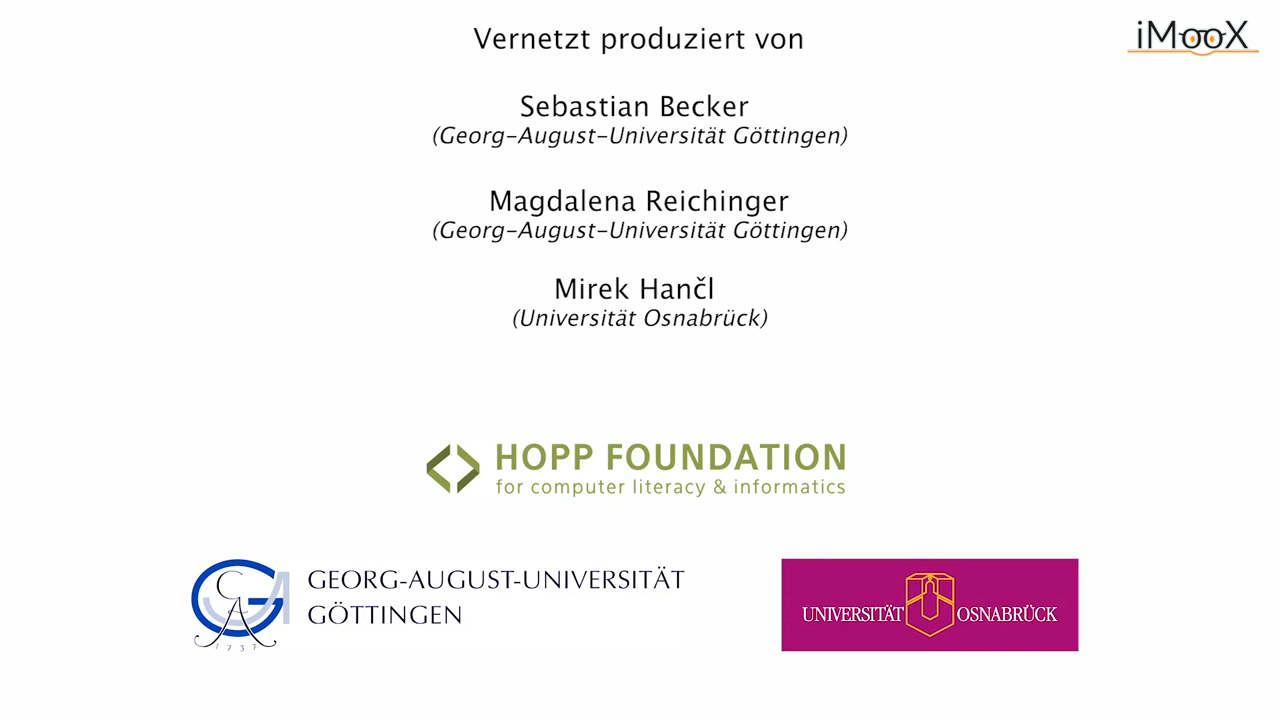 Vernetzt produziert von
iMooX
Sebastian Becker
(Georg-August-Universität Göttingen)
Magdalena Reichinger
(Georg-August-Universität Göttingen)
Mirek Hančl
(Universität Osnabrück)
HOPP FOUNDATION
for computer literacy & informatics
GEORG-AUGUST-UNIVERSITÄT
GÖTTINGEN
1737
UNIVERSITÄT OSNABRÜCK